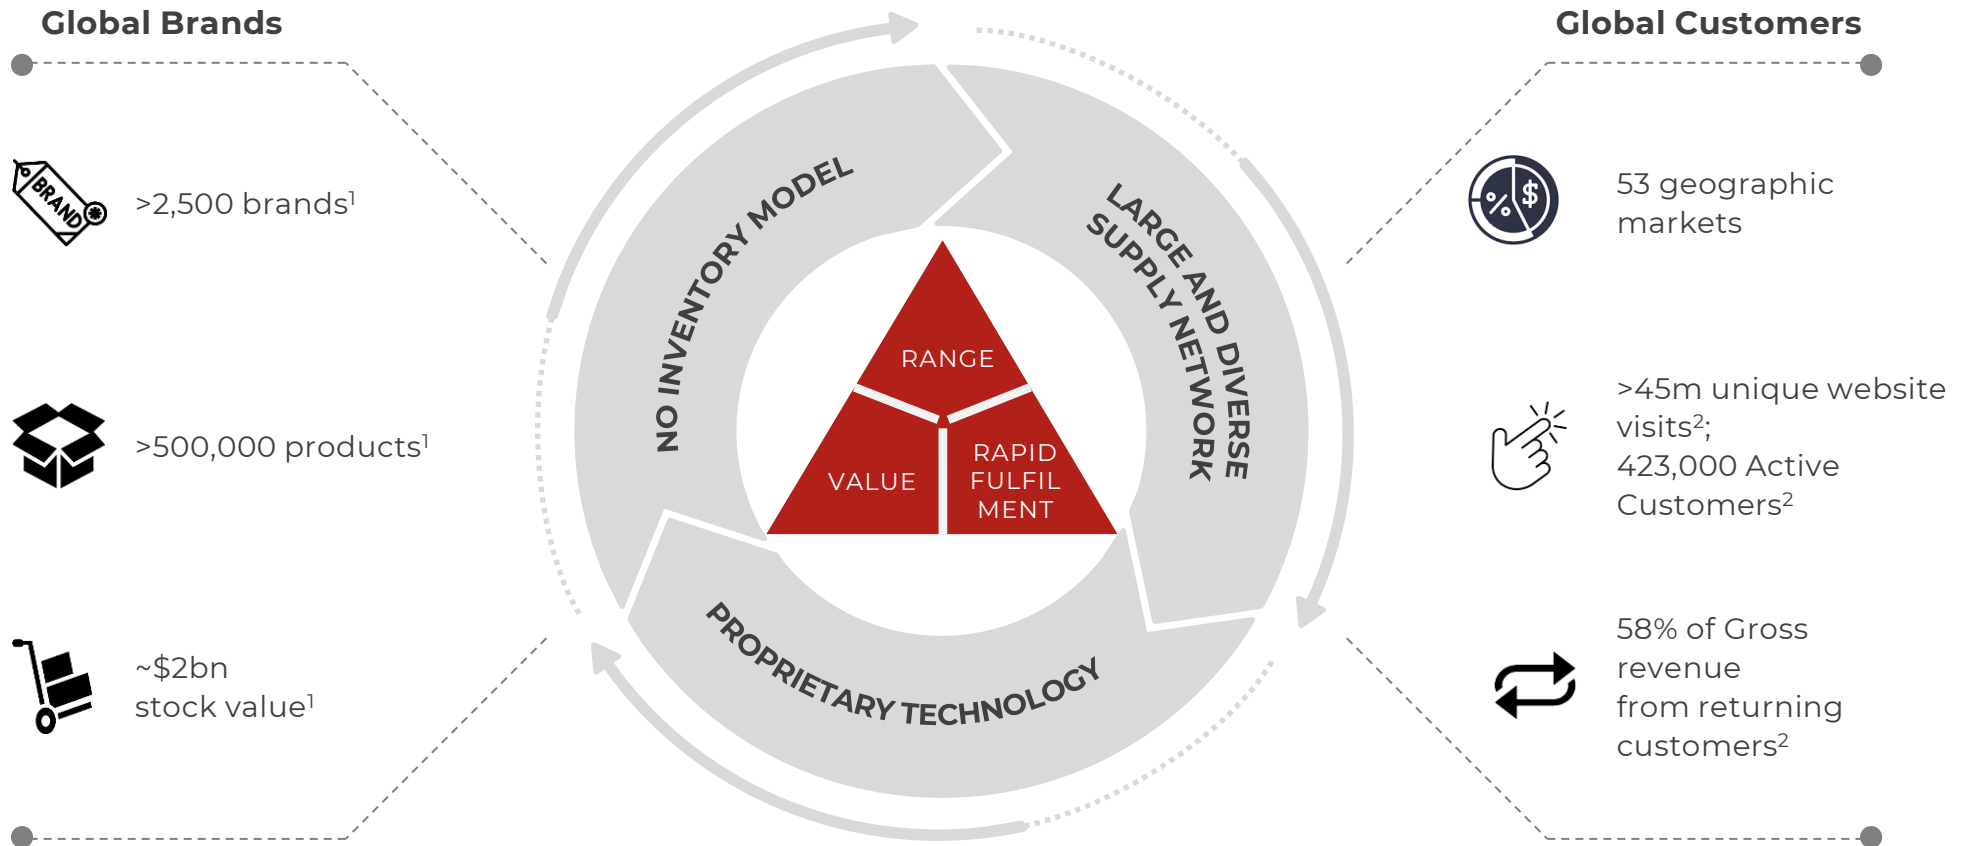 Global Brands
BRAND
>2,500 brands¹
>500,000 products¹
~$2bn
stock value¹
NO INVENTORY MODEL
LARGE AND DIVERSE
SUPPLY NETWORK
PROPRIETARY TECHNOLOGY
RANGE
VALUE
RAPID
FULFIL
MENT
Global Customers
% $
53 geographic
markets
>45m unique website
visits²;
423,000 Active
Customers²
58% of Gross
revenue
from returning
customers²